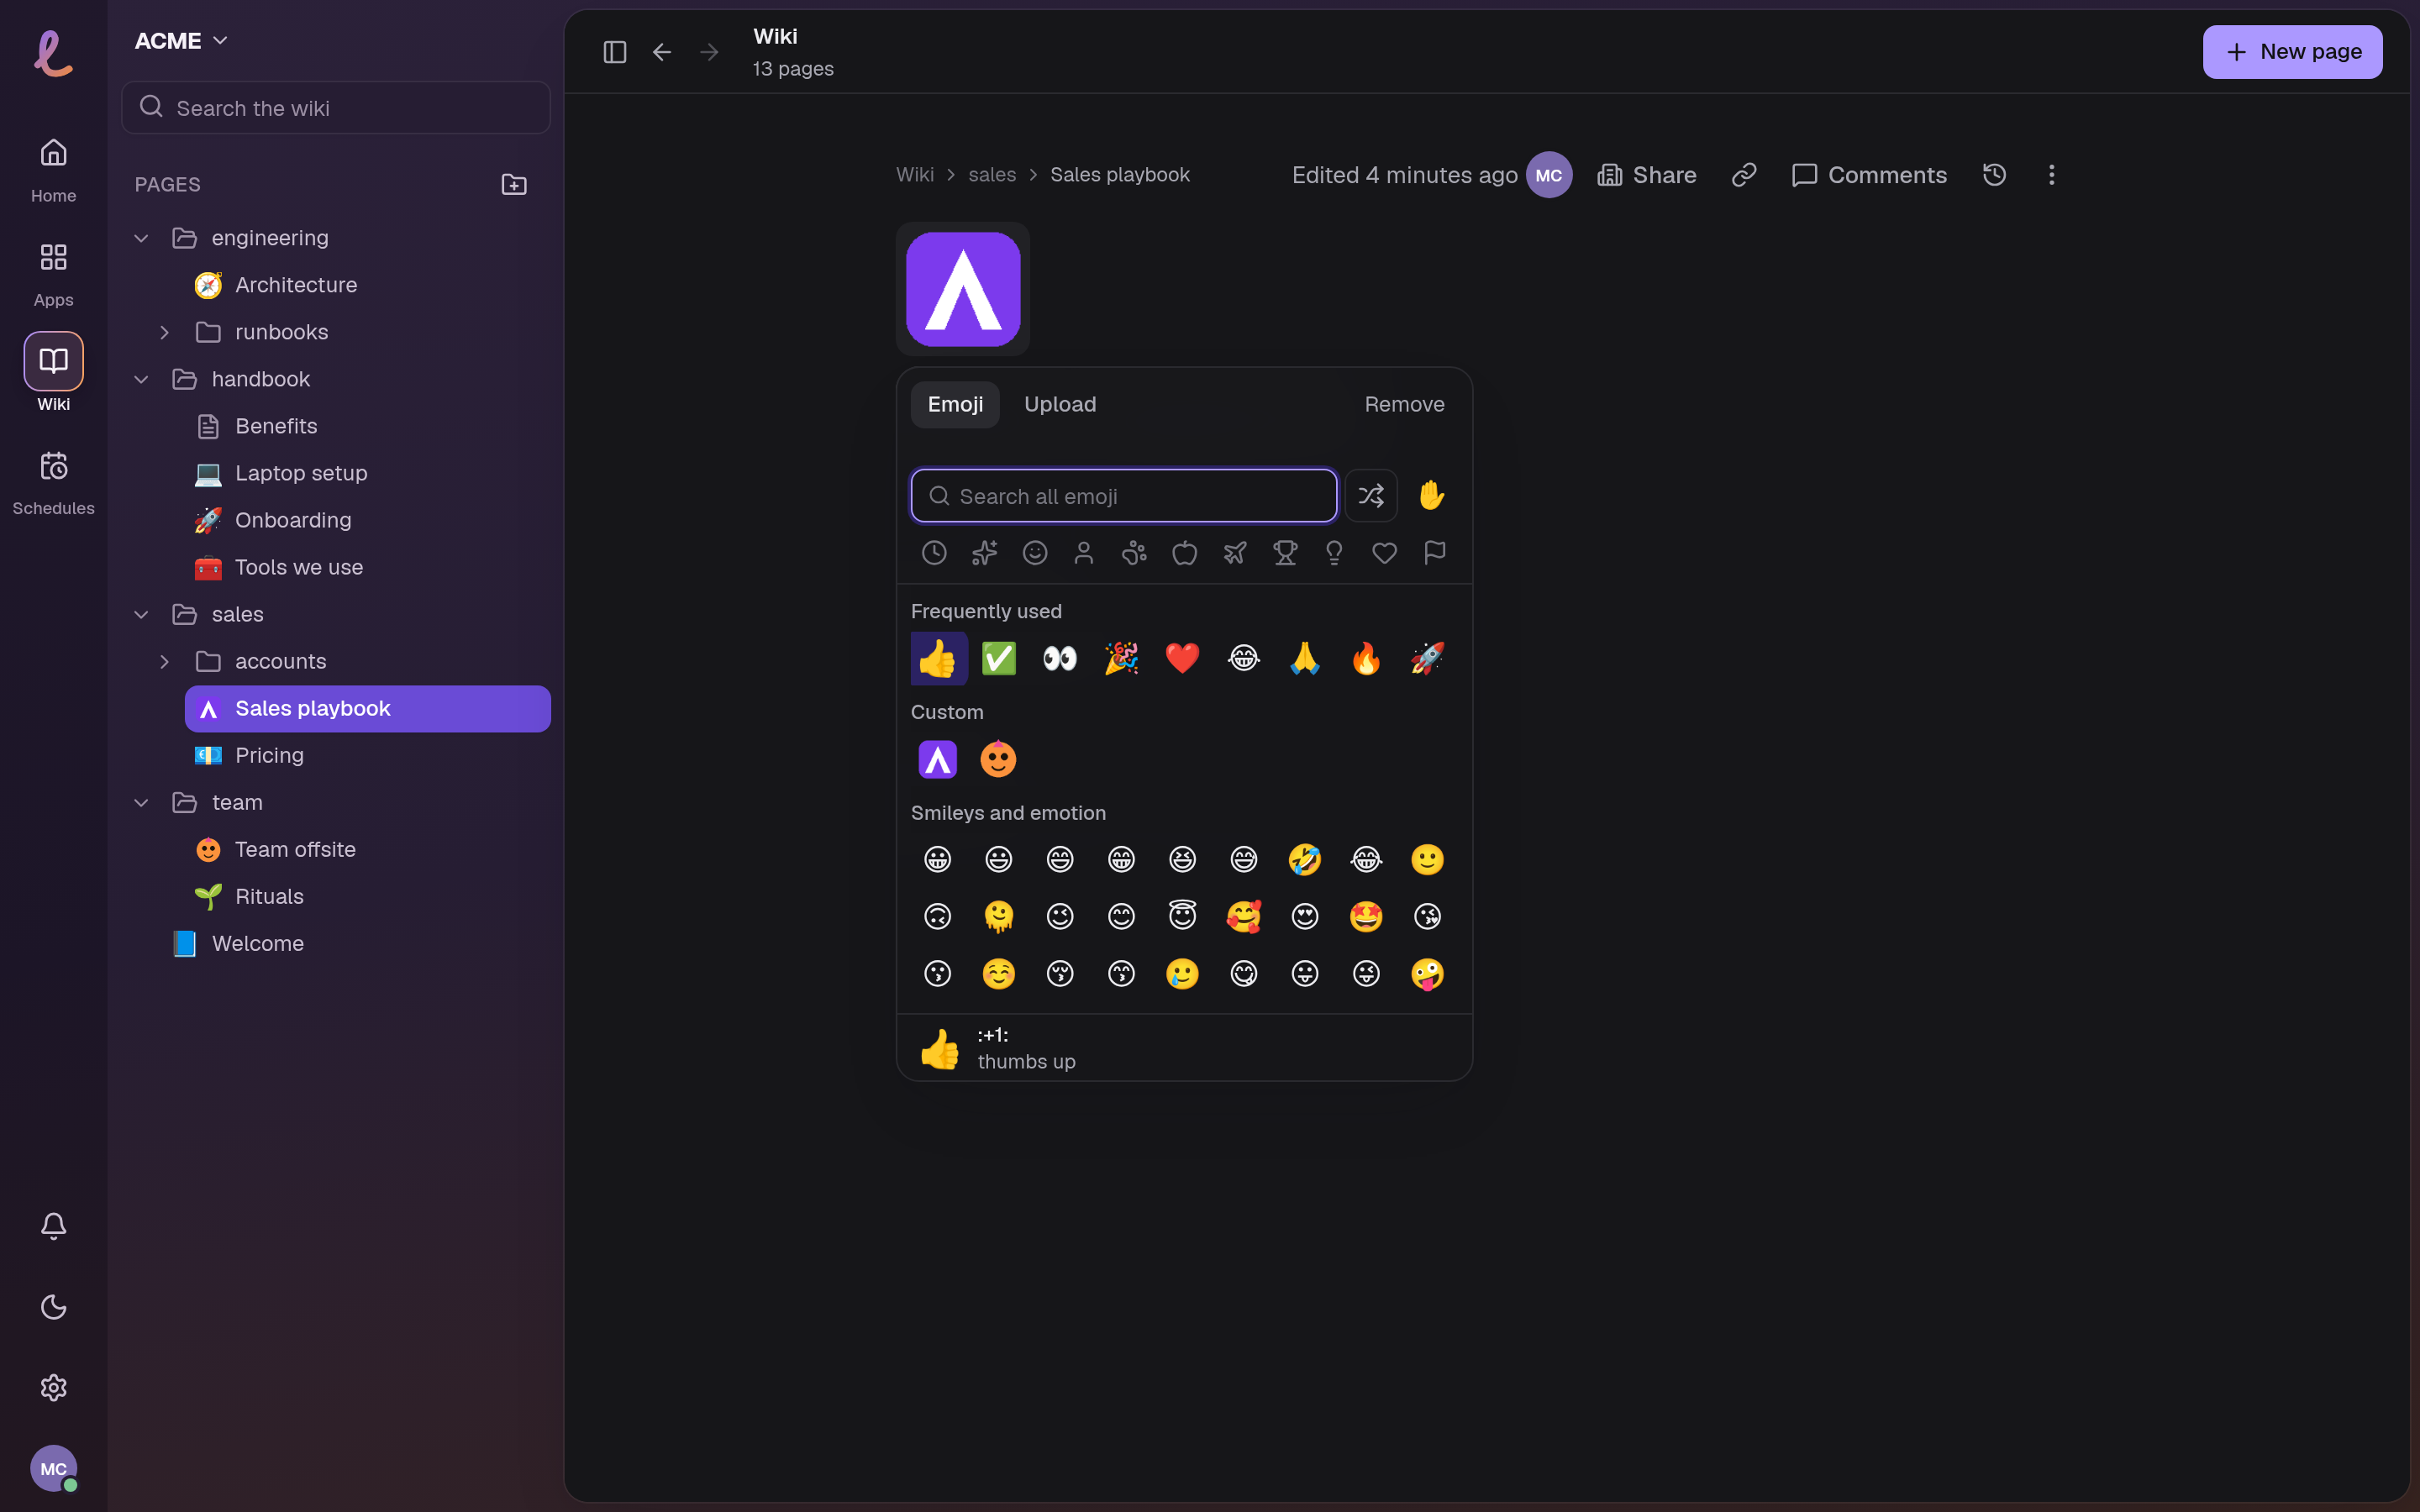 ACME
Search the wiki
PAGES
engineering
Architecture
runbooks
handbook
Benefits
Laptop setup
Onboarding
Tools we use
sales
accounts
Sales playbook
Pricing
team
Team offsite
Rituals
Welcome
Home
Apps
Wiki
Schedules
MC
Wiki
13 pages
New page
Wiki > sales > Sales playbook
Edited 4 minutes ago MC Share Comments
Emoji Upload Remove
Search all emoji
Frequently used
Custom
Smileys and emotion
:+1:
thumbs up